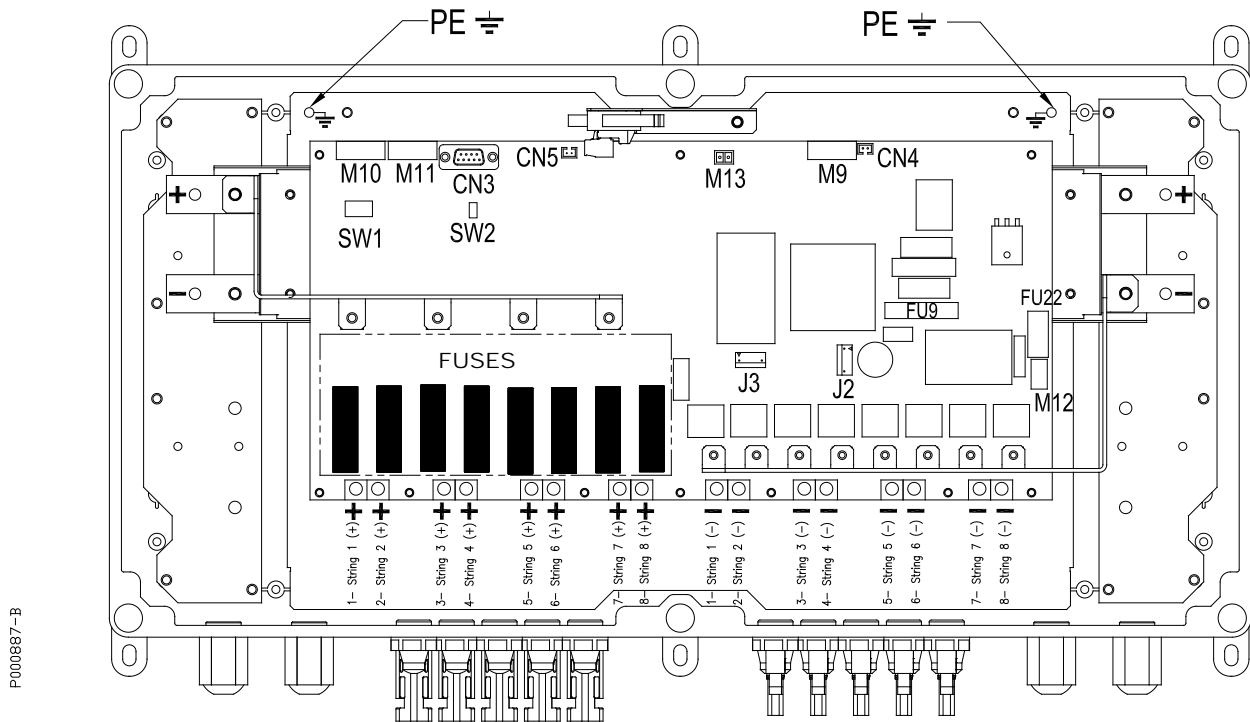 PE
PE
M10 M11 CN3 CN5 M13 M9 CN4
SW1 SW2
+ +
- -
FU22
FU9
FUSES
J3 J2 M12
+ + + + + + + + - - - - - - - -
1- String 1 (+)
2- String 2 (+)
3- String 3 (+)
4- String 4 (+)
5- String 5 (+)
6- String 6 (+)
7- String 7 (+)
8- String 8 (+)
1- String 1 (-)
2- String 2 (-)
3- String 3 (-)
4- String 4 (-)
5- String 5 (-)
6- String 6 (-)
7- String 7 (-)
8- String 8 (-)
P000887-B